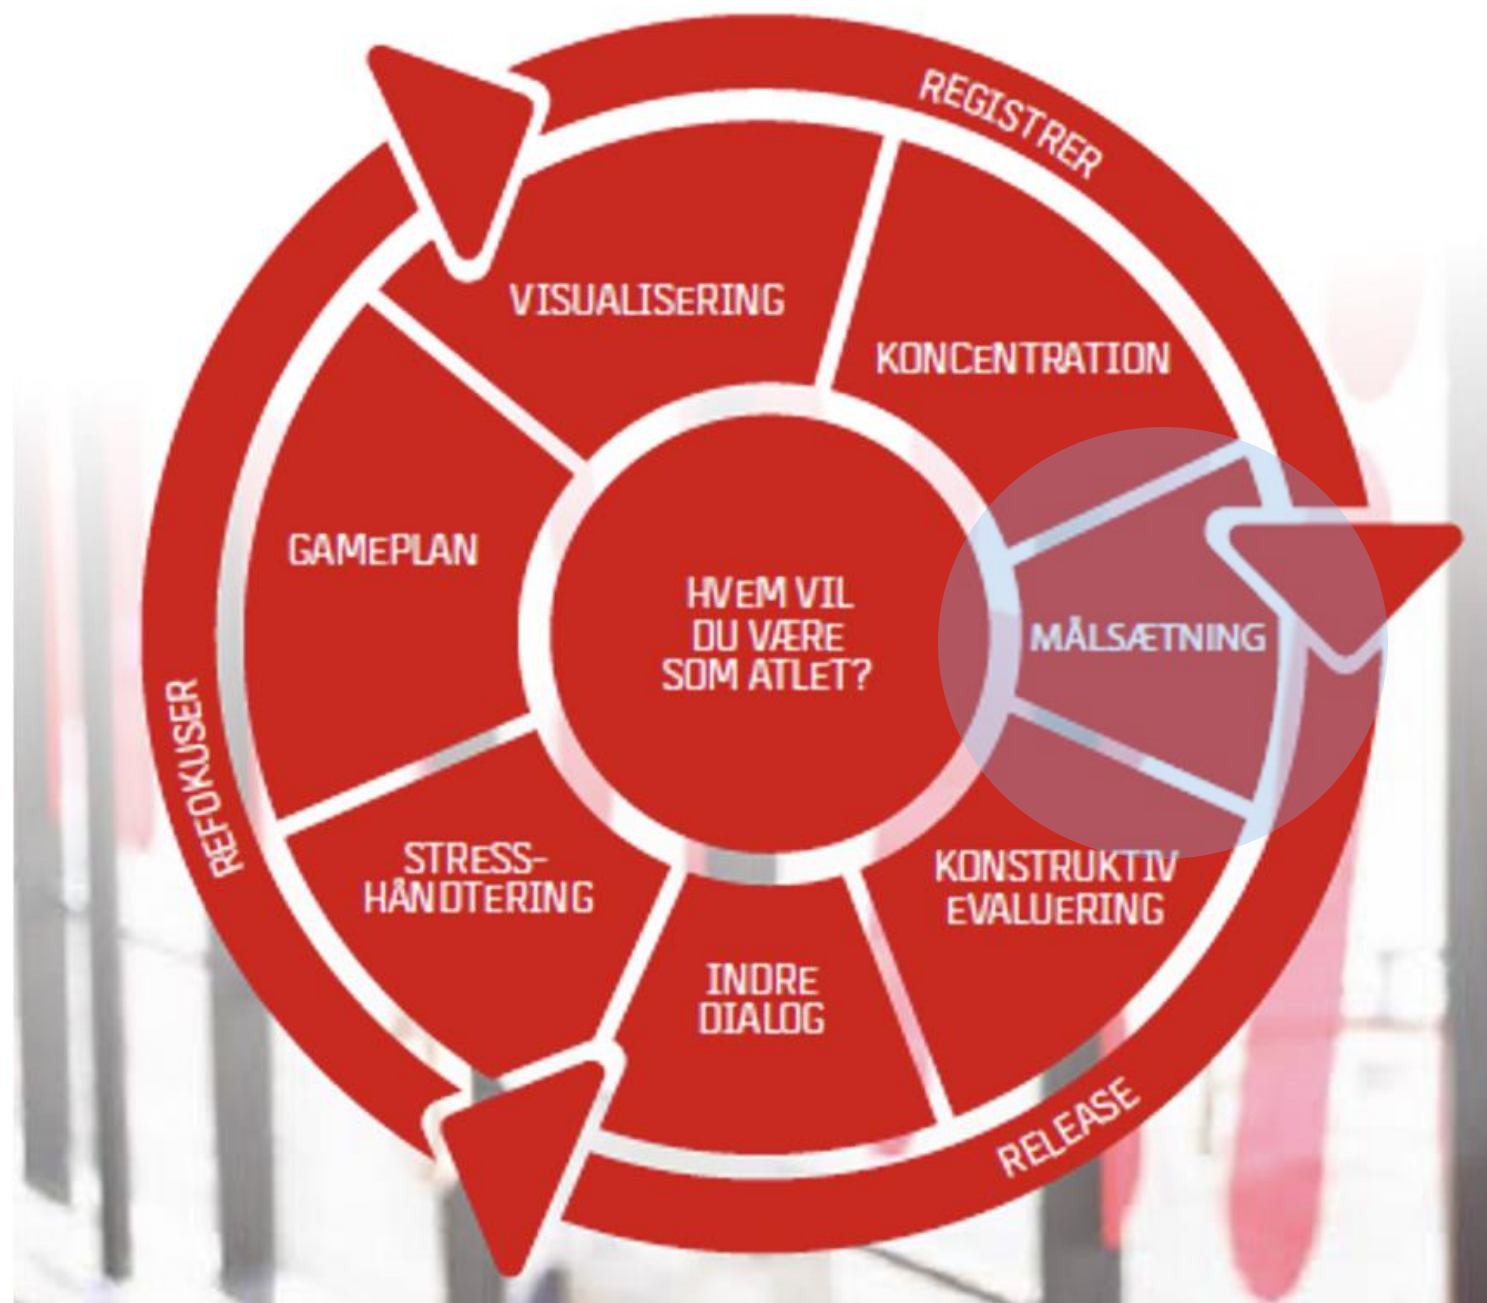 REGISTRER
VISUALISERING
KONCENTRATION
GAMEPLAN
HVEM VIL
DU VÆRE
SOM ATLET?
MÅLSÆTNING
REFOKUSER
STRESS-
HÅNDTERING
KONSTRUKTIV
EVALUERING
INDRE
DIALOG
RELEASE